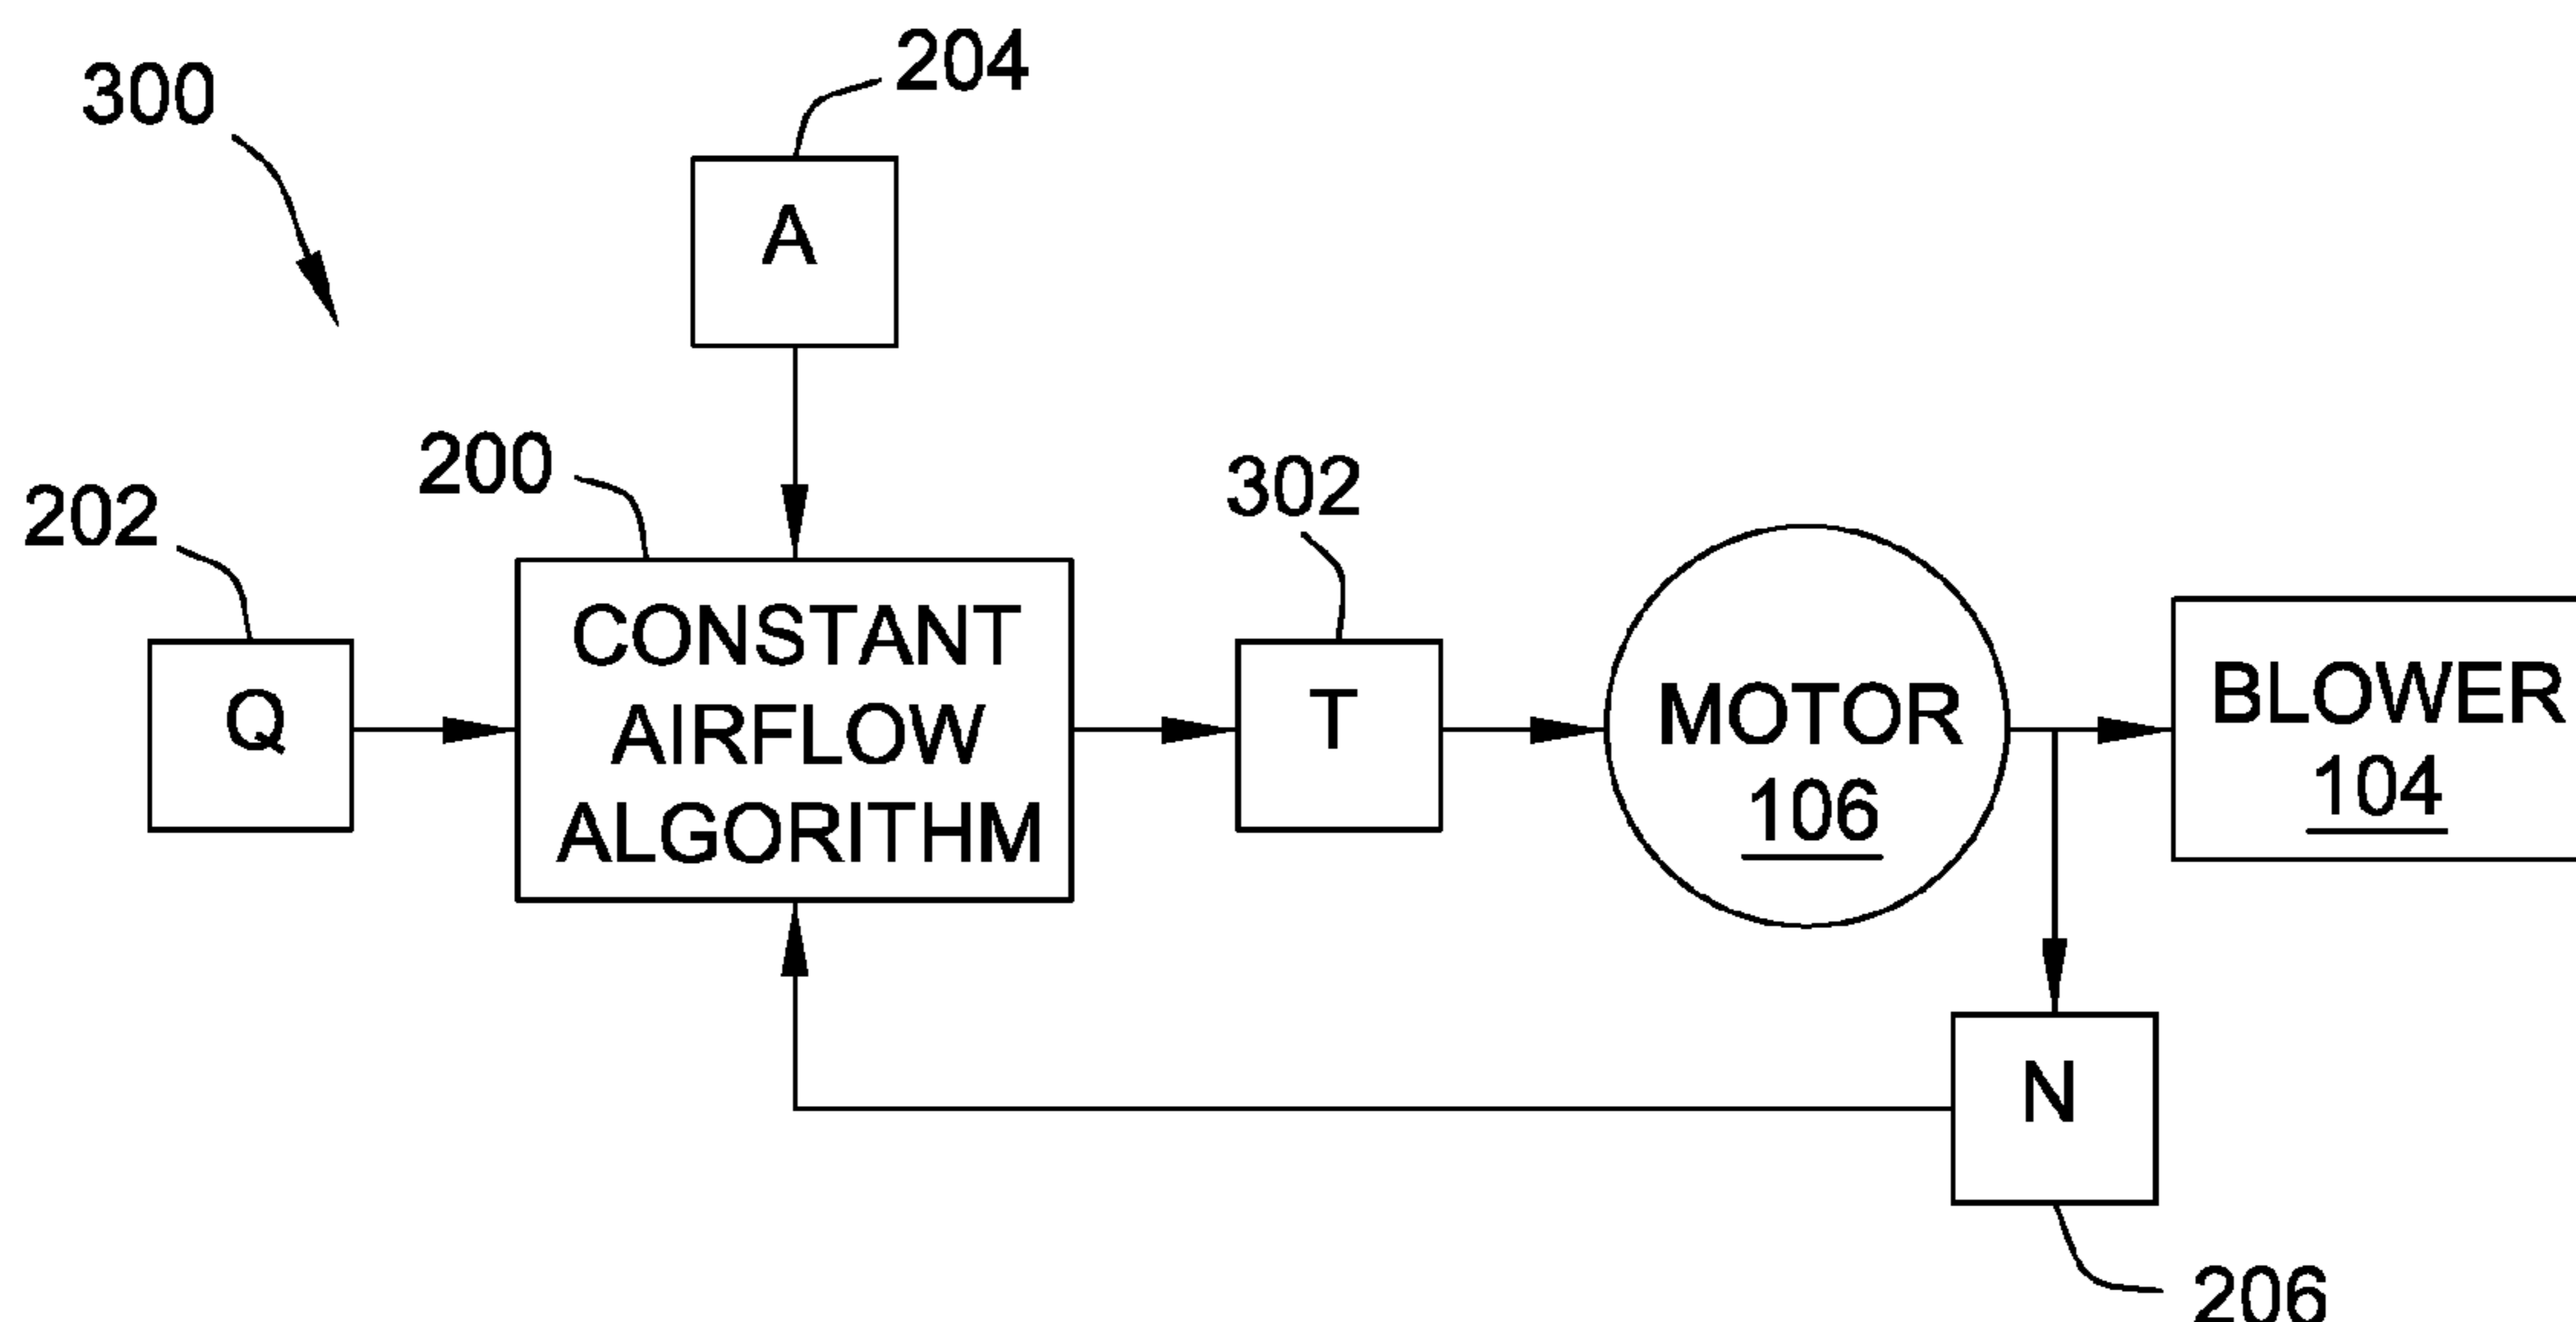 204
300
A
200
302
202
CONSTANT
AIRFLOW
ALGORITHM
Q
T
MOTOR
106
BLOWER
104
N
206